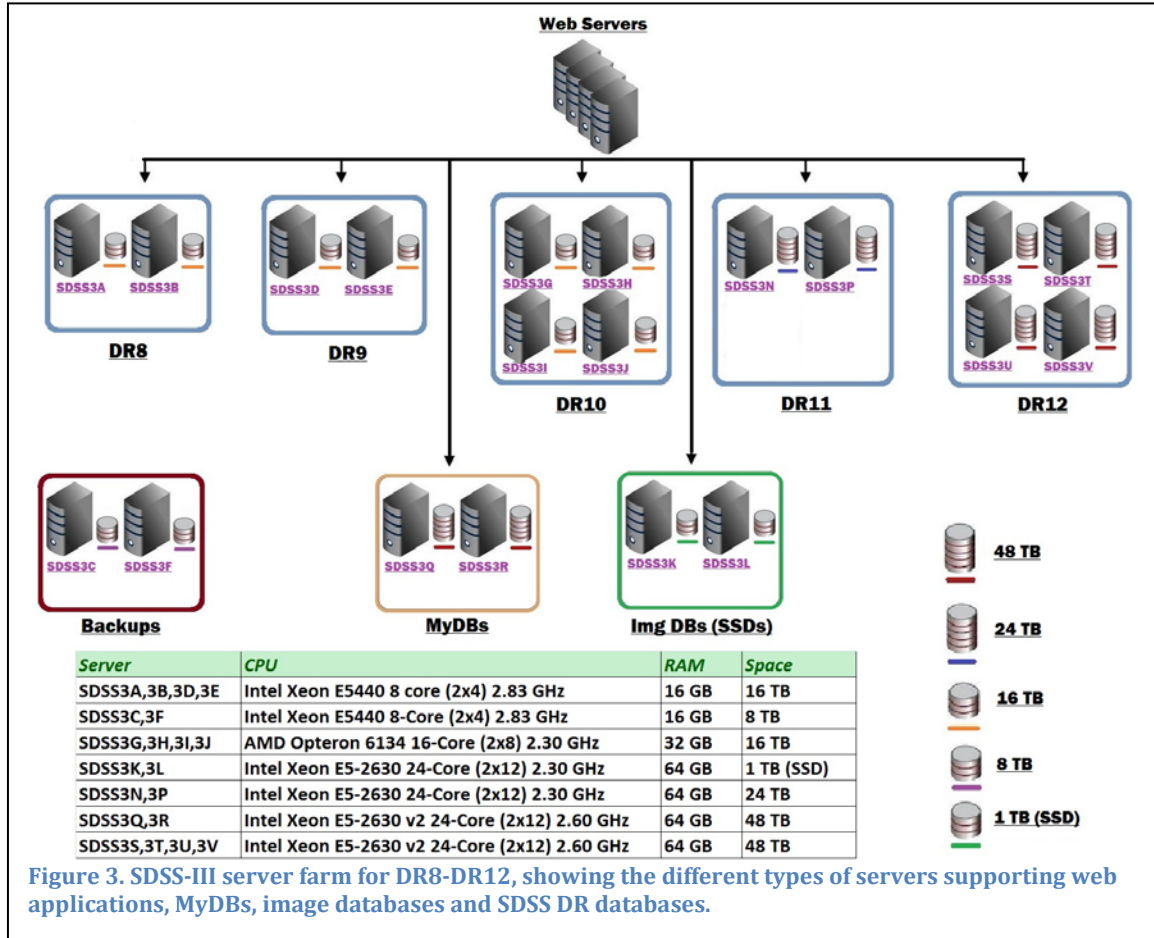 Web Servers
SDSS3A SDSS3B
SDSS3D SDSS3E
SDSS3G SDSS3H
SDSS3N SDSS3P
SDSS3S SDSS3T
SDSS3I SDSS3J
SDSS3U SDSS3V
DR8
DR9
DR10
DR11
DR12
SDSS3C SDSS3F
SDSS3Q SDSS3R
SDSS3K SDSS3L
Backups
MyDBs
Img DBs (SSDs)
48 TB
24 TB
16 TB
8 TB
1 TB (SSD)
Server CPU RAM Space
SDSS3A,3B,3D,3E Intel Xeon E5440 8 core (2x4) 2.83 GHz 16 GB 16 TB
SDSS3C,3F Intel Xeon E5440 8-Core (2x4) 2.83 GHz 16 GB 8 TB
SDSS3G,3H,3I,3J AMD Opteron 6134 16-Core (2x8) 2.30 GHz 32 GB 16 TB
SDSS3K,3L Intel Xeon E5-2630 24-Core (2x12) 2.30 GHz 64 GB 1 TB (SSD)
SDSS3N,3P Intel Xeon E5-2630 24-Core (2x12) 2.30 GHz 64 GB 24 TB
SDSS3Q,3R Intel Xeon E5-2630 v2 24-Core (2x12) 2.60 GHz 64 GB 48 TB
SDSS3S,3T,3U,3V Intel Xeon E5-2630 v2 24-Core (2x12) 2.60 GHz 64 GB 48 TB
Figure 3. SDSS-III server farm for DR8-DR12, showing the different types of servers supporting web
applications, MyDBs, image databases and SDSS DR databases.